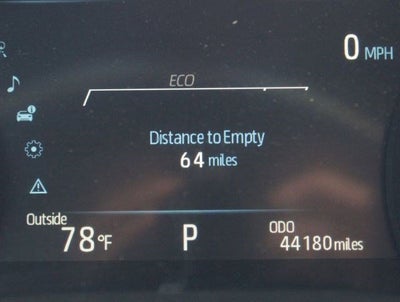 0 MPH
ECO
Distance to Empty
64 miles
Outside
78°F
P
ODO
44180 miles